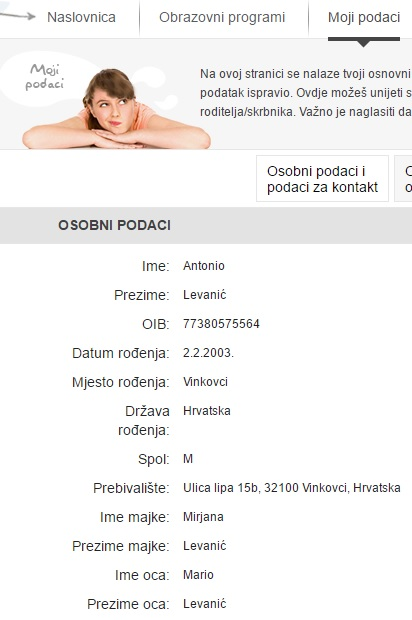 Naslovnica
Obrazovni programi
Moji podaci
Moji
podaci
Na ovoj stranici se nalaze tvoji osnovni
podatak ispravio. Ovdje možeš unijeti s
roditelja/skrbnika. Važno je naglasiti da
Osobni podaci i
podaci za kontakt
OSOBNI PODACI
Ime: Antonio
Prezime: Levanić
OIB: 77380575564
Datum rođenja: 2.2.2003.
Mjesto rođenja: Vinkovci
Država Hrvatska
rođenja:
Spol: M
Prebivalište: Ulica lipa 15b, 32100 Vinkovci, Hrvatska
Ime majke: Mirjana
Prezime majke: Levanić
Ime oca: Mario
Prezime oca: Levanić